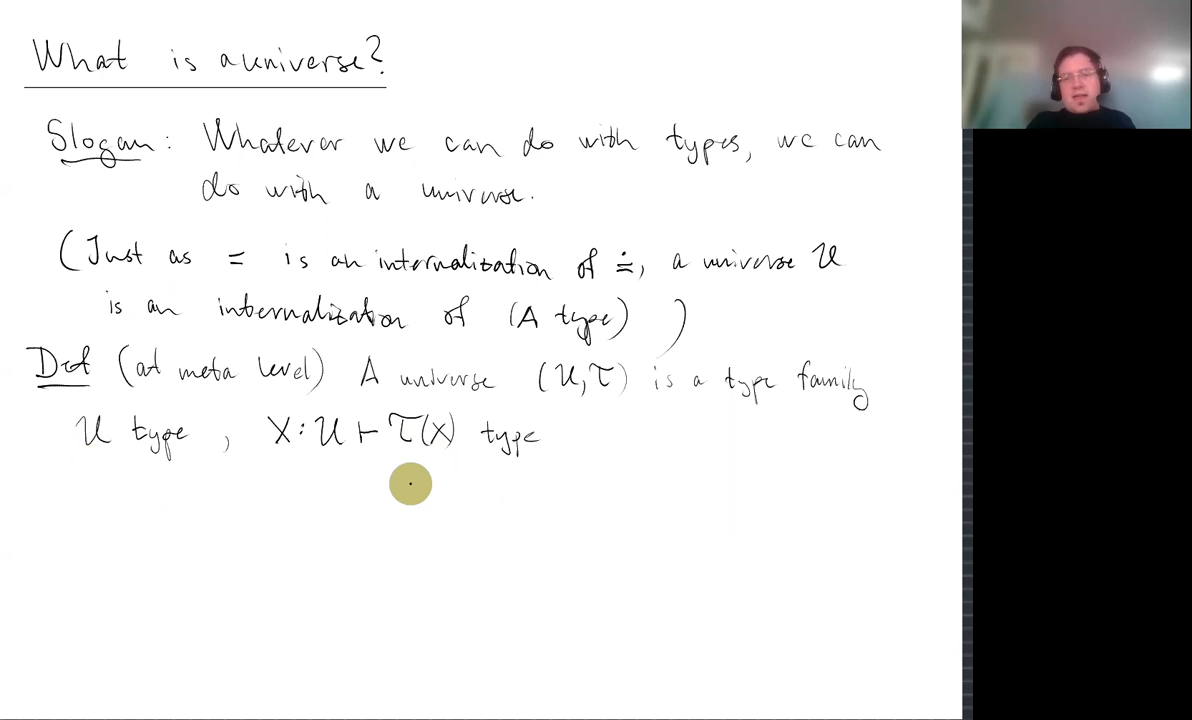 What is a universe?
Slogan: Whatever we can do with types, we can
do with a universe.
(Just as = is an internalization of ≐, a universe 𝒰
is an internalization of (A type) )
Def (at meta level) A universe (𝒰,𝒯) is a type family
𝒰 type, X:𝒰 ⊢ 𝒯(X) type